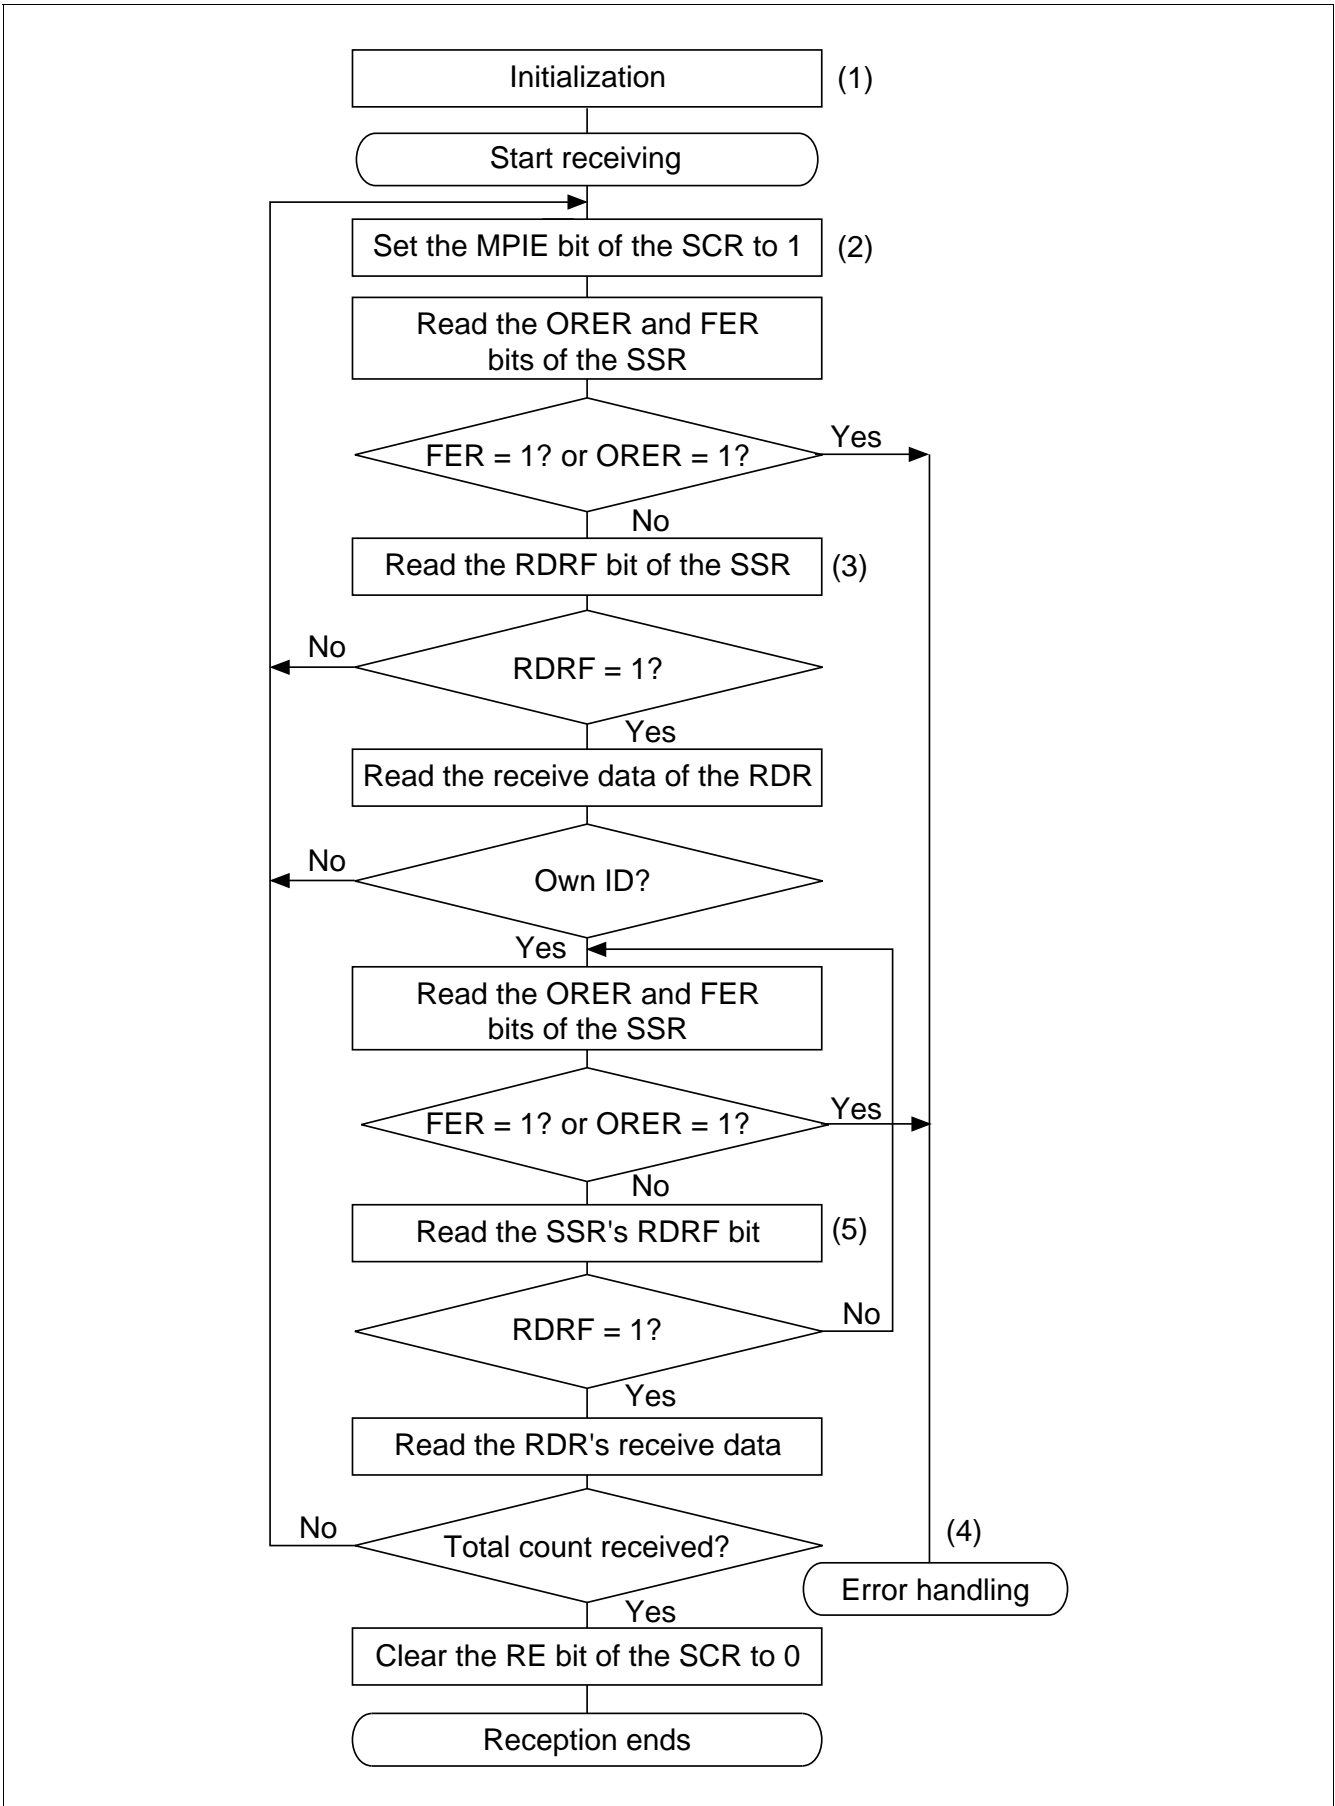 Initialization (1)
Start receiving
Set the MPIE bit of the SCR to 1 (2)
Read the ORER and FER
bits of the SSR
FER = 1? or ORER = 1? Yes
No
Read the RDRF bit of the SSR (3)
No
RDRF = 1?
Yes
Read the receive data of the RDR
No
Own ID?
Yes
Read the ORER and FER
bits of the SSR
FER = 1? or ORER = 1? Yes
No
Read the SSR's RDRF bit (5)
RDRF = 1? No
Yes
Read the RDR's receive data
No
Total count received?
(4)
Error handling
Yes
Clear the RE bit of the SCR to 0
Reception ends